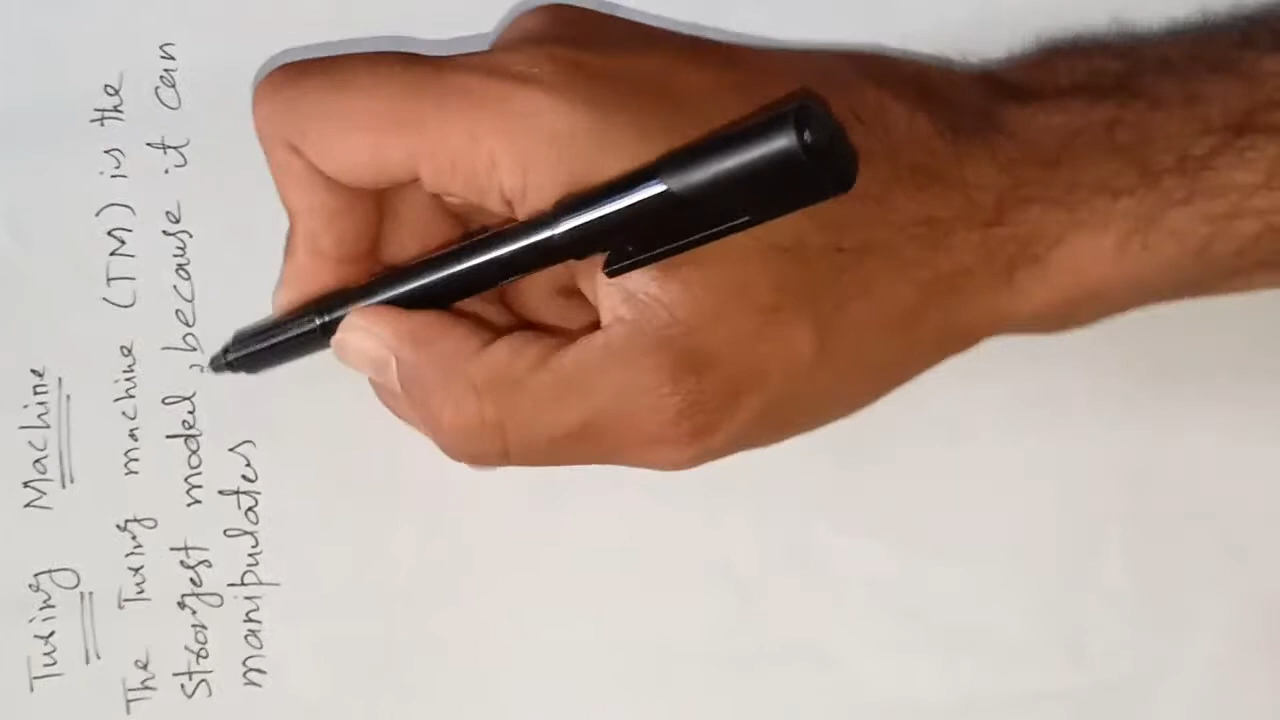 Turing Machine
The Turing machine (TM) is the
Strongest model, because it can
manipulates